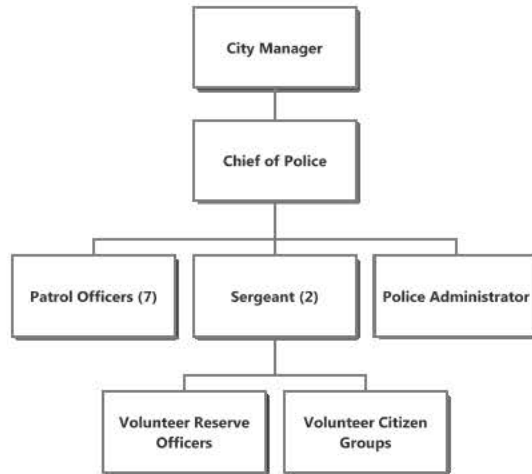 City Manager
Chief of Police
Patrol Officers (7)
Sergeant (2)
Police Administrator
Volunteer Reserve
Officers
Volunteer Citizen
Groups